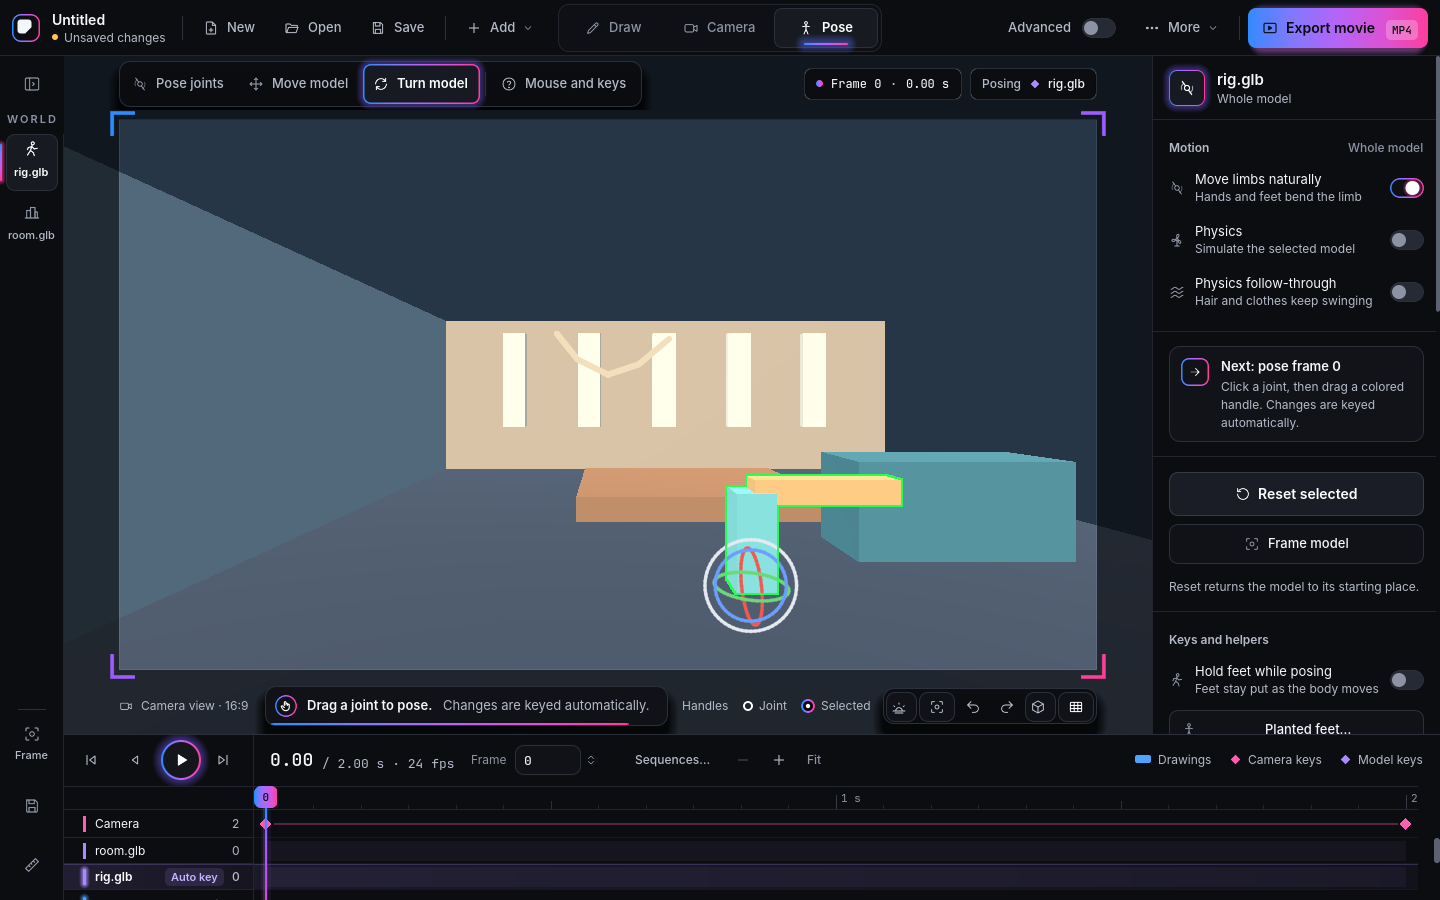 Untitled
Unsaved changes
New
Open
Save
Add
Draw
Camera
Pose
Advanced
More
Export movie MP4
Pose joints
Move model
Turn model
Mouse and keys
Frame 0 · 0.00 s
Posing rig.glb
WORLD
rig.glb
room.glb
Frame
rig.glb
Whole model
Motion
Whole model
Move limbs naturally
Hands and feet bend the limb
Physics
Simulate the selected model
Physics follow-through
Hair and clothes keep swinging
Next: pose frame 0
Click a joint, then drag a colored
handle. Changes are keyed
automatically.
Reset selected
Frame model
Reset returns the model to its starting place.
Keys and helpers
Hold feet while posing
Feet stay put as the body moves
Planted feet...
Camera view · 16:9
Drag a joint to pose. Changes are keyed automatically.
Handles
Joint
Selected
0.00 / 2.00 s · 24 fps
Frame 0
Sequences...
Fit
Drawings
Camera keys
Model keys
0
1 s
2
Camera 2
room.glb 0
rig.glb Auto key 0